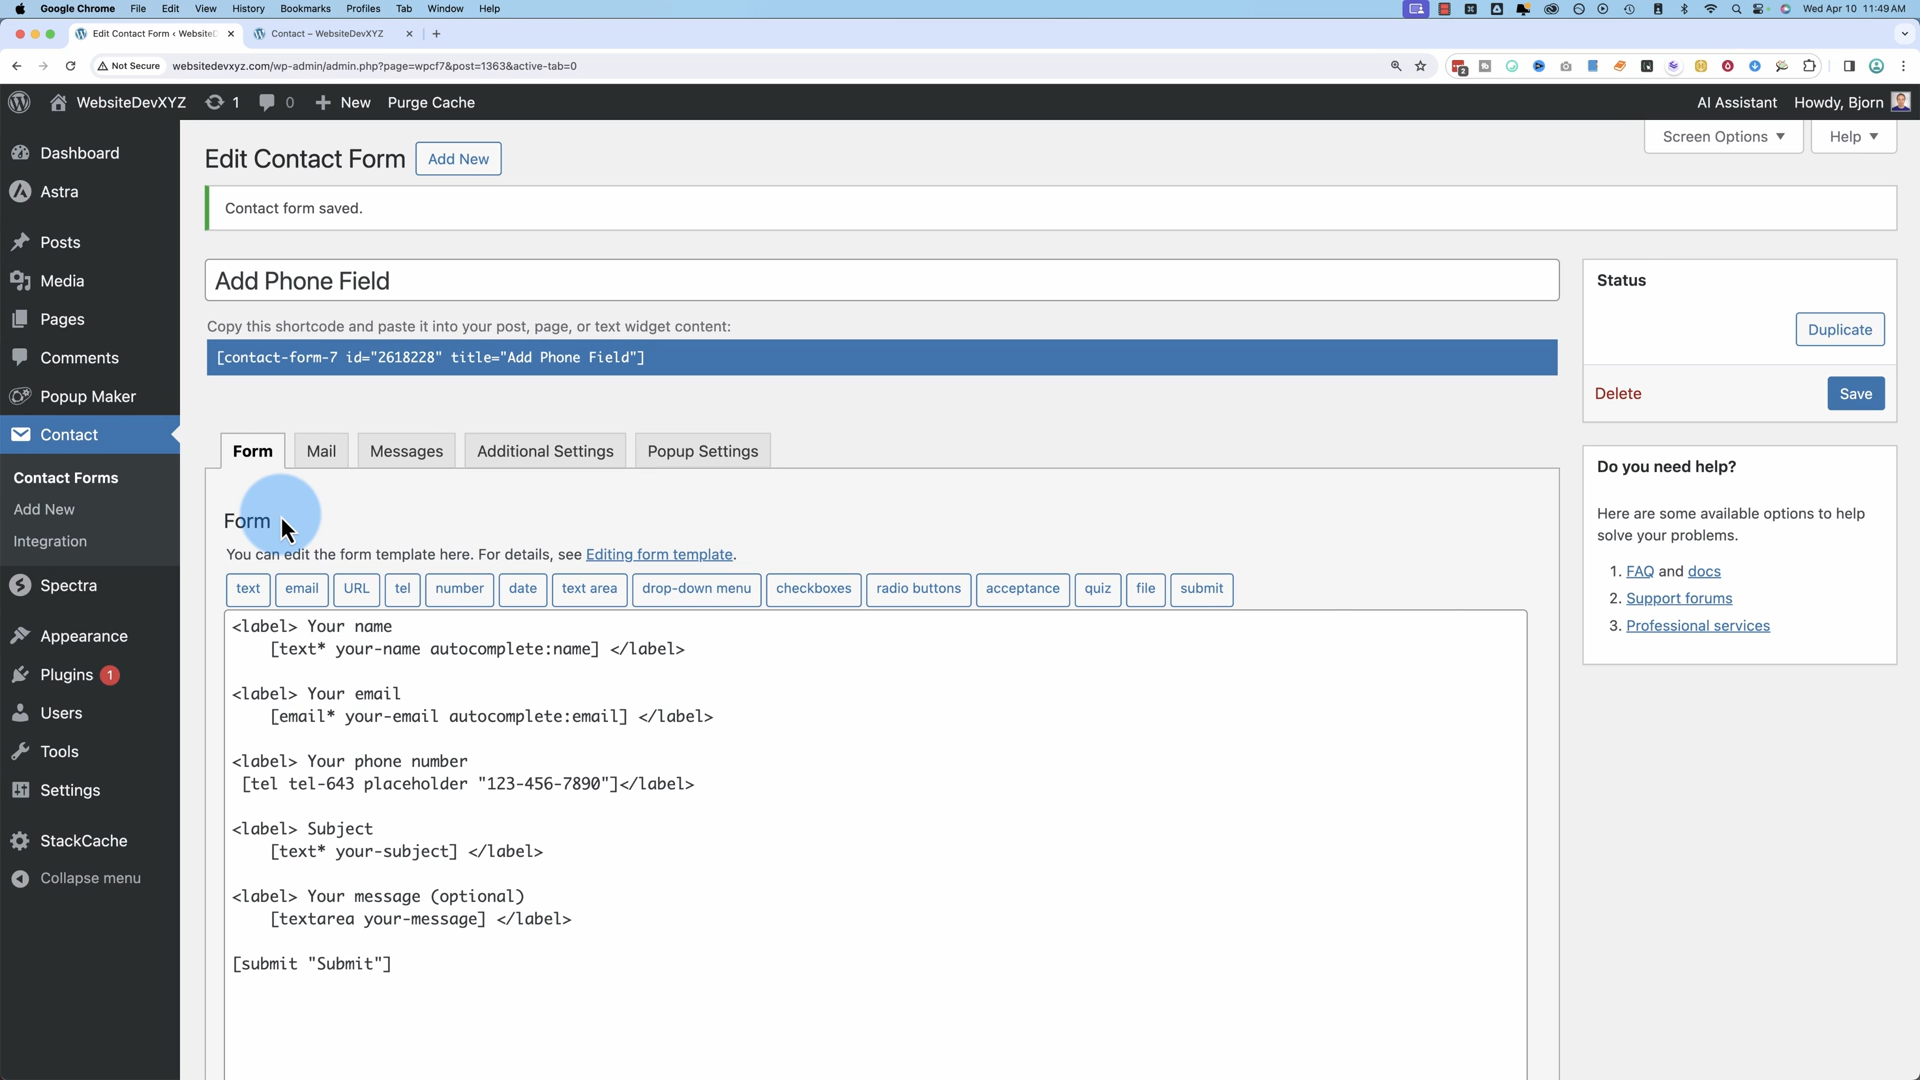 Google Chrome File Edit View History Bookmarks Profiles Tab Window Help Wed Apr 10 11:49 AM
Edit Contact Form ‹ WebsiteD Contact – WebsiteDevXYZ
Not Secure websitedevxyz.com/wp-admin/admin.php?page=wpcf7&post=1363&active-tab=0 2
WebsiteDevXYZ 1 0 New Purge Cache AI Assistant Howdy, Bjorn
Screen Options Help
Dashboard
Astra
Posts
Media
Pages
Comments
Popup Maker
Contact
Contact Forms
Add New
Integration
Spectra
Appearance
Plugins 1
Users
Tools
Settings
StackCache
Collapse menu
Edit Contact Form Add New
Contact form saved.
Add Phone Field
Copy this shortcode and paste it into your post, page, or text widget content:
[contact-form-7 id="2618228" title="Add Phone Field"]
Form Mail Messages Additional Settings Popup Settings
Form
You can edit the form template here. For details, see Editing form template.
text email URL tel number date text area drop-down menu checkboxes radio buttons acceptance quiz file submit
<label> Your name
[text* your-name autocomplete:name] </label>
<label> Your email
[email* your-email autocomplete:email] </label>
<label> Your phone number
[tel tel-643 placeholder "123-456-7890"]</label>
<label> Subject
[text* your-subject] </label>
<label> Your message (optional)
[textarea your-message] </label>
[submit "Submit"]
Status
Duplicate
Delete Save
Do you need help?
Here are some available options to help
solve your problems.
1. FAQ and docs
2. Support forums
3. Professional services